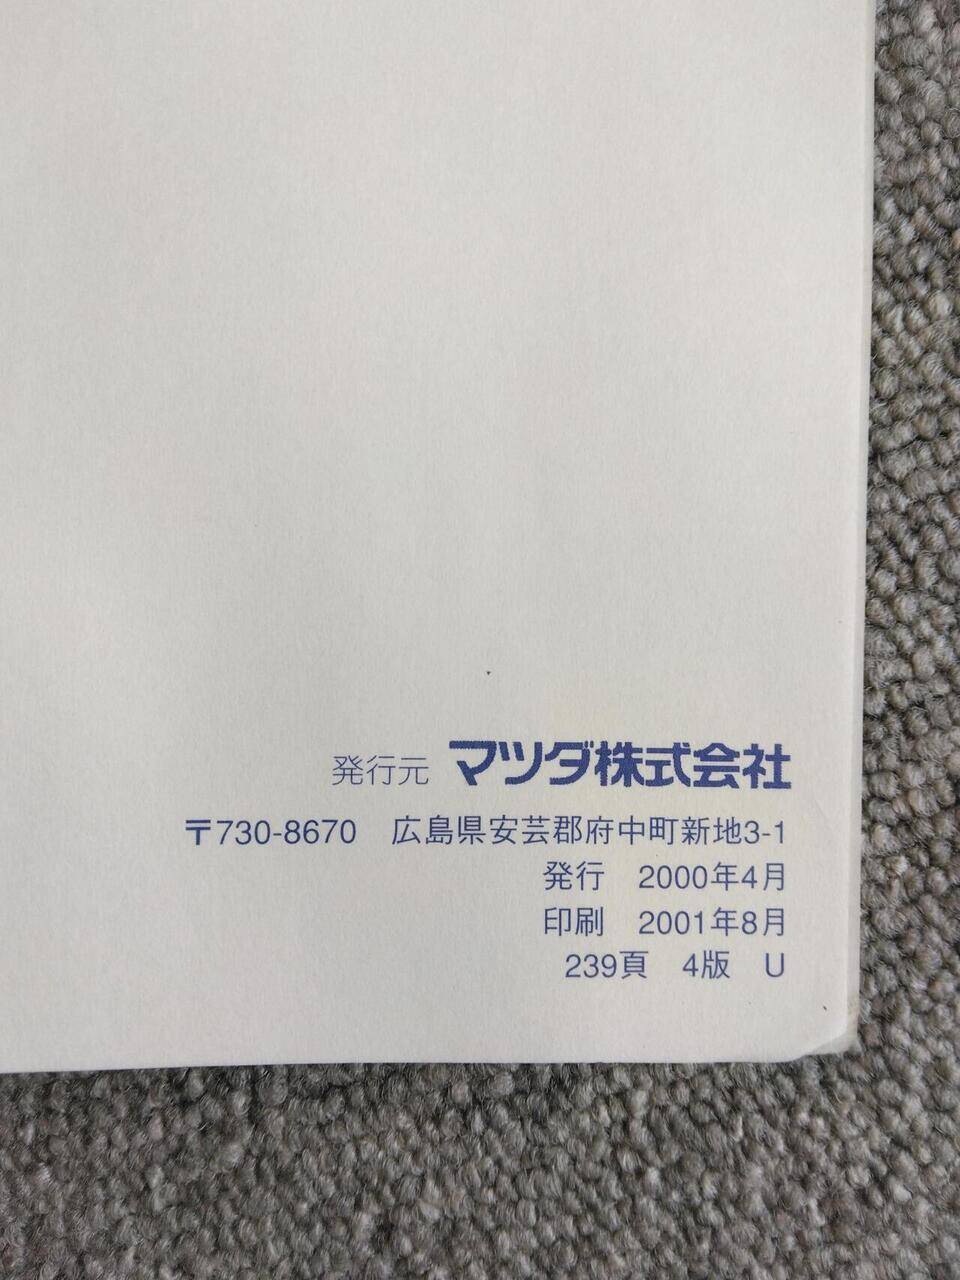 発行元 マツダ株式会社
〒730-8670 広島県安芸郡府中町新地3-1
発行 2000年4月
印刷 2001年8月
239頁 4版 U